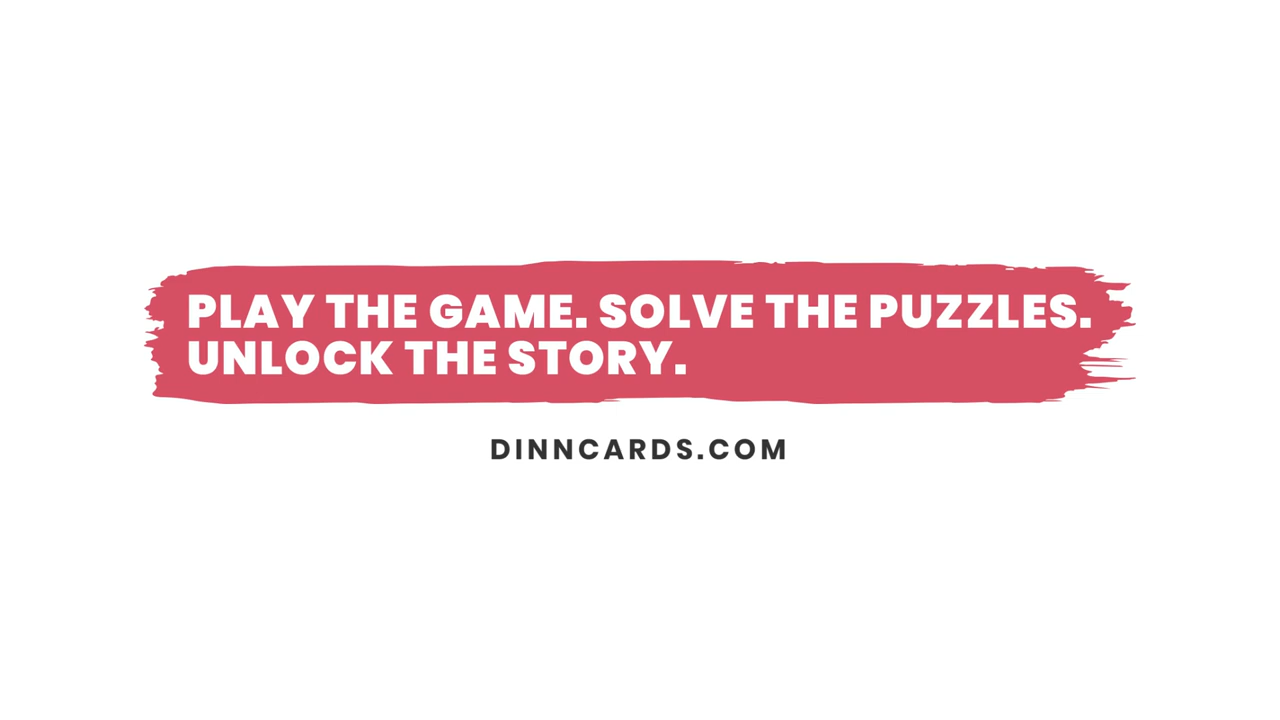 PLAY THE GAME. SOLVE THE PUZZLES.
UNLOCK THE STORY.
DINNCARDS.COM